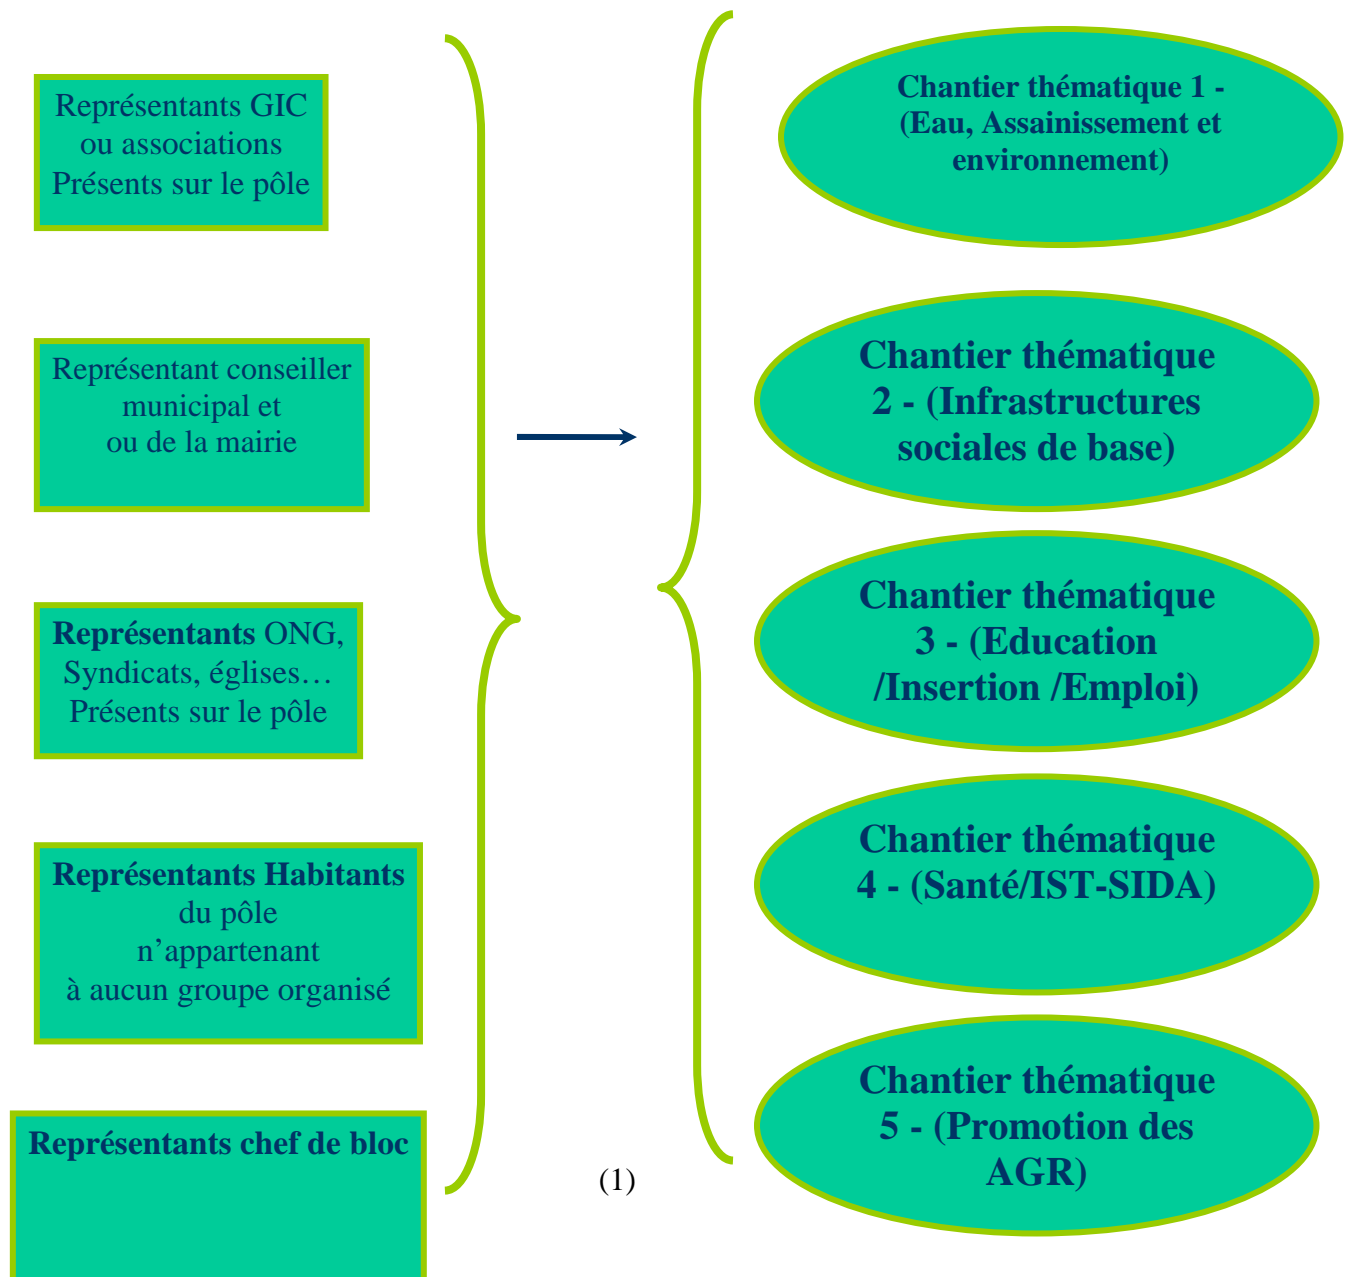 Représentants GIC
ou associations
Présents sur le pôle
Représentant conseiller
municipal et
ou de la mairie
Représentants ONG,
Syndicats, églises…
Présents sur le pôle
Représentants Habitants
du pôle
n’appartenant
à aucun groupe organisé
Représentants chef de bloc
(1)
Chantier thématique 1 -
(Eau, Assainissement et
environnement)
Chantier thématique
2 - (Infrastructures
sociales de base)
Chantier thématique
3 - (Education
/Insertion /Emploi)
Chantier thématique
4 - (Santé/IST-SIDA)
Chantier thématique
5 - (Promotion des
AGR)